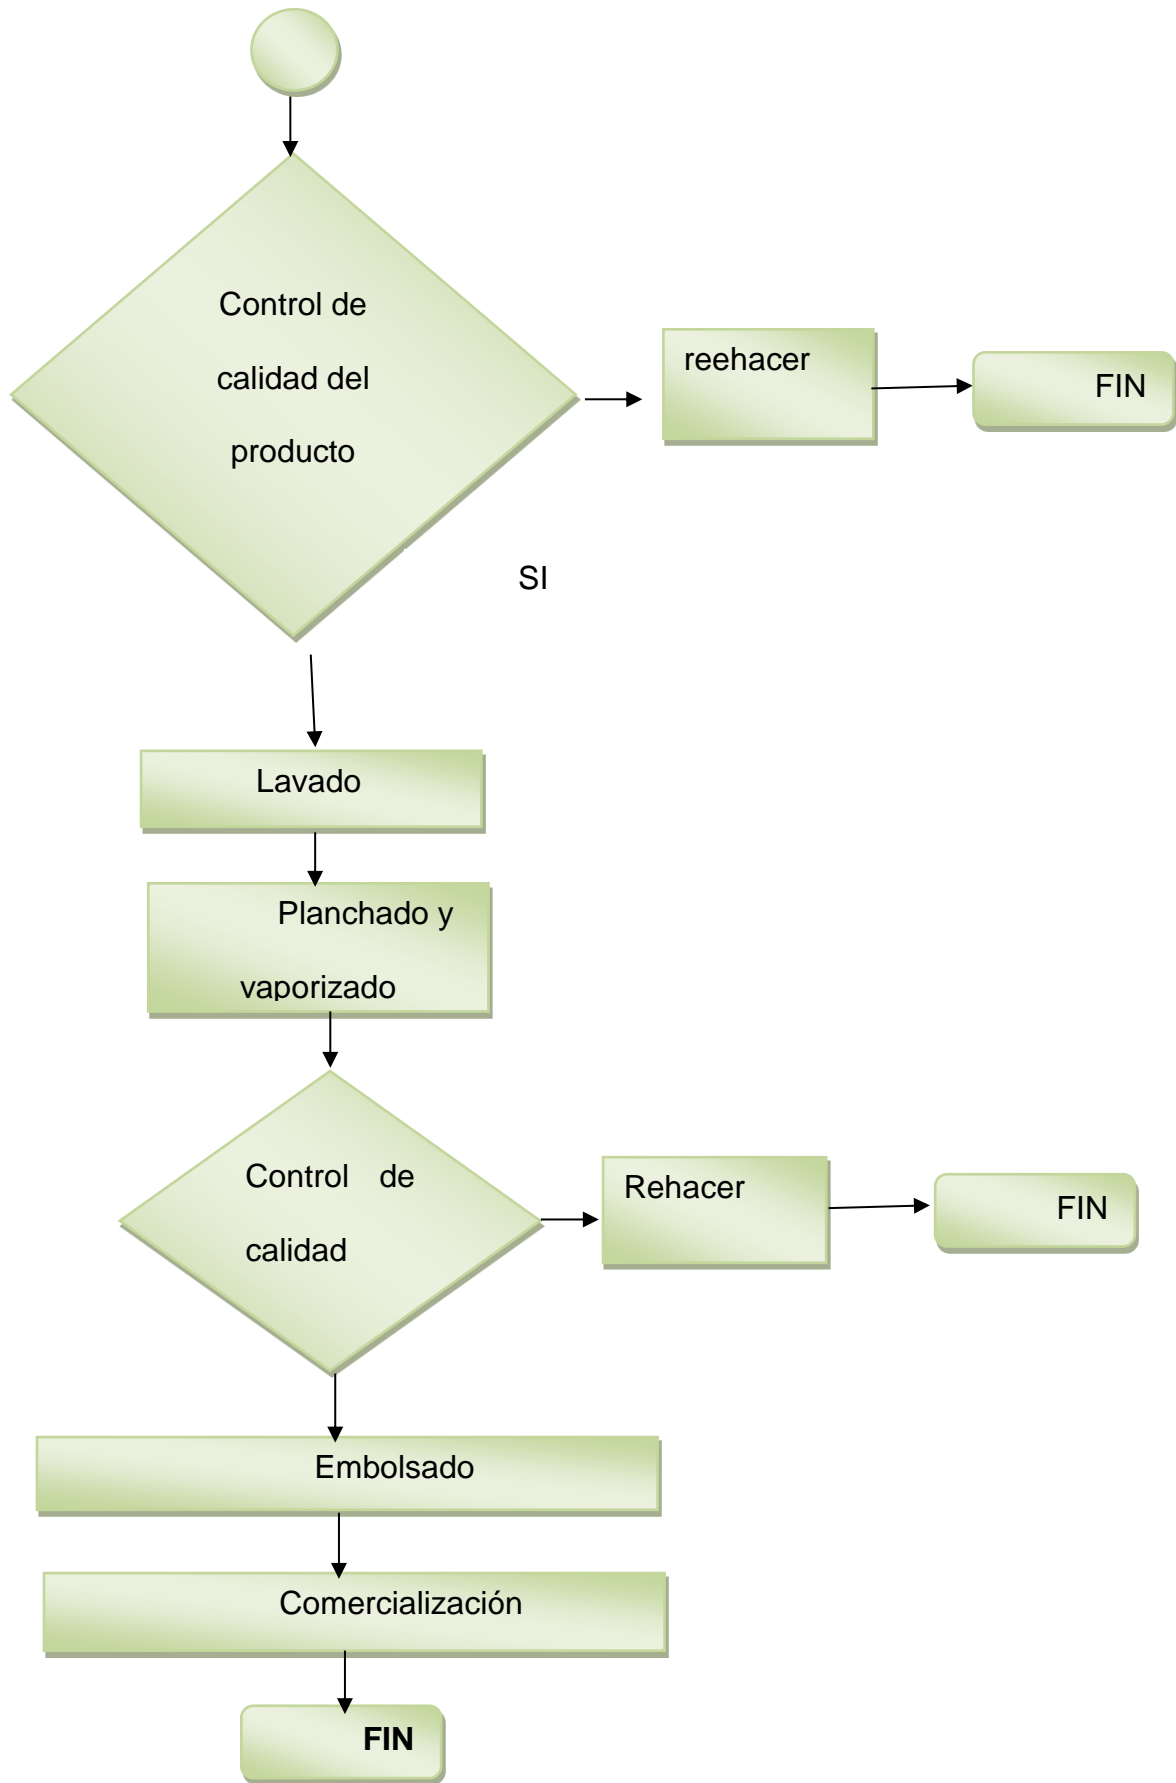 Control de
calidad del
producto
reehacer
FIN
SI
Lavado
Planchado y
vaporizado
Control de
calidad
Rehacer
FIN
Embolsado
Comercialización
FIN